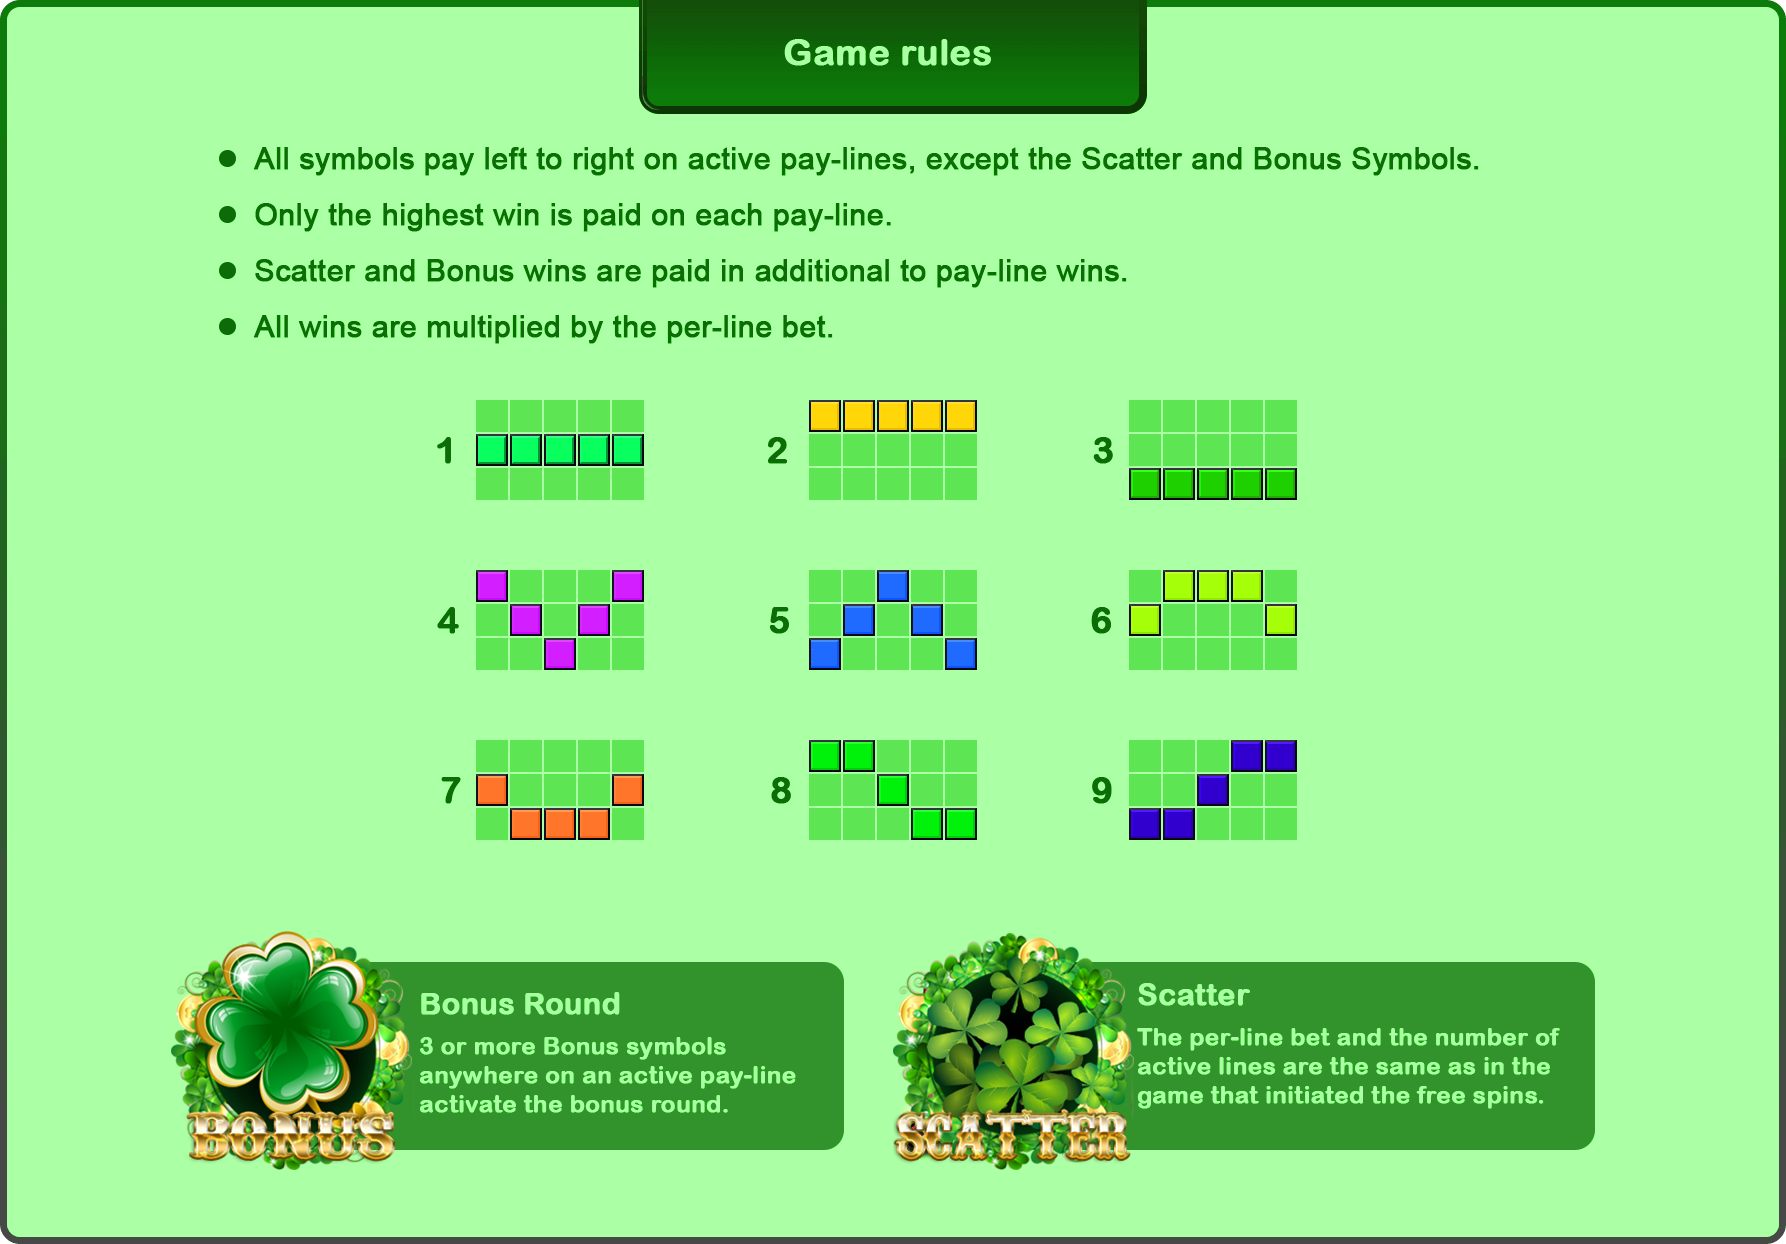 Game rules
All symbols pay left to right on active pay-lines, except the Scatter and Bonus Symbols.
Only the highest win is paid on each pay-line.
Scatter and Bonus wins are paid in additional to pay-line wins.
All wins are multiplied by the per-line bet.
1
2
3
4
5
6
7
8
9
BONUS
Bonus Round
3 or more Bonus symbols
anywhere on an active pay-line
activate the bonus round.
SCATTER
Scatter
The per-line bet and the number of
active lines are the same as in the
game that initiated the free spins.